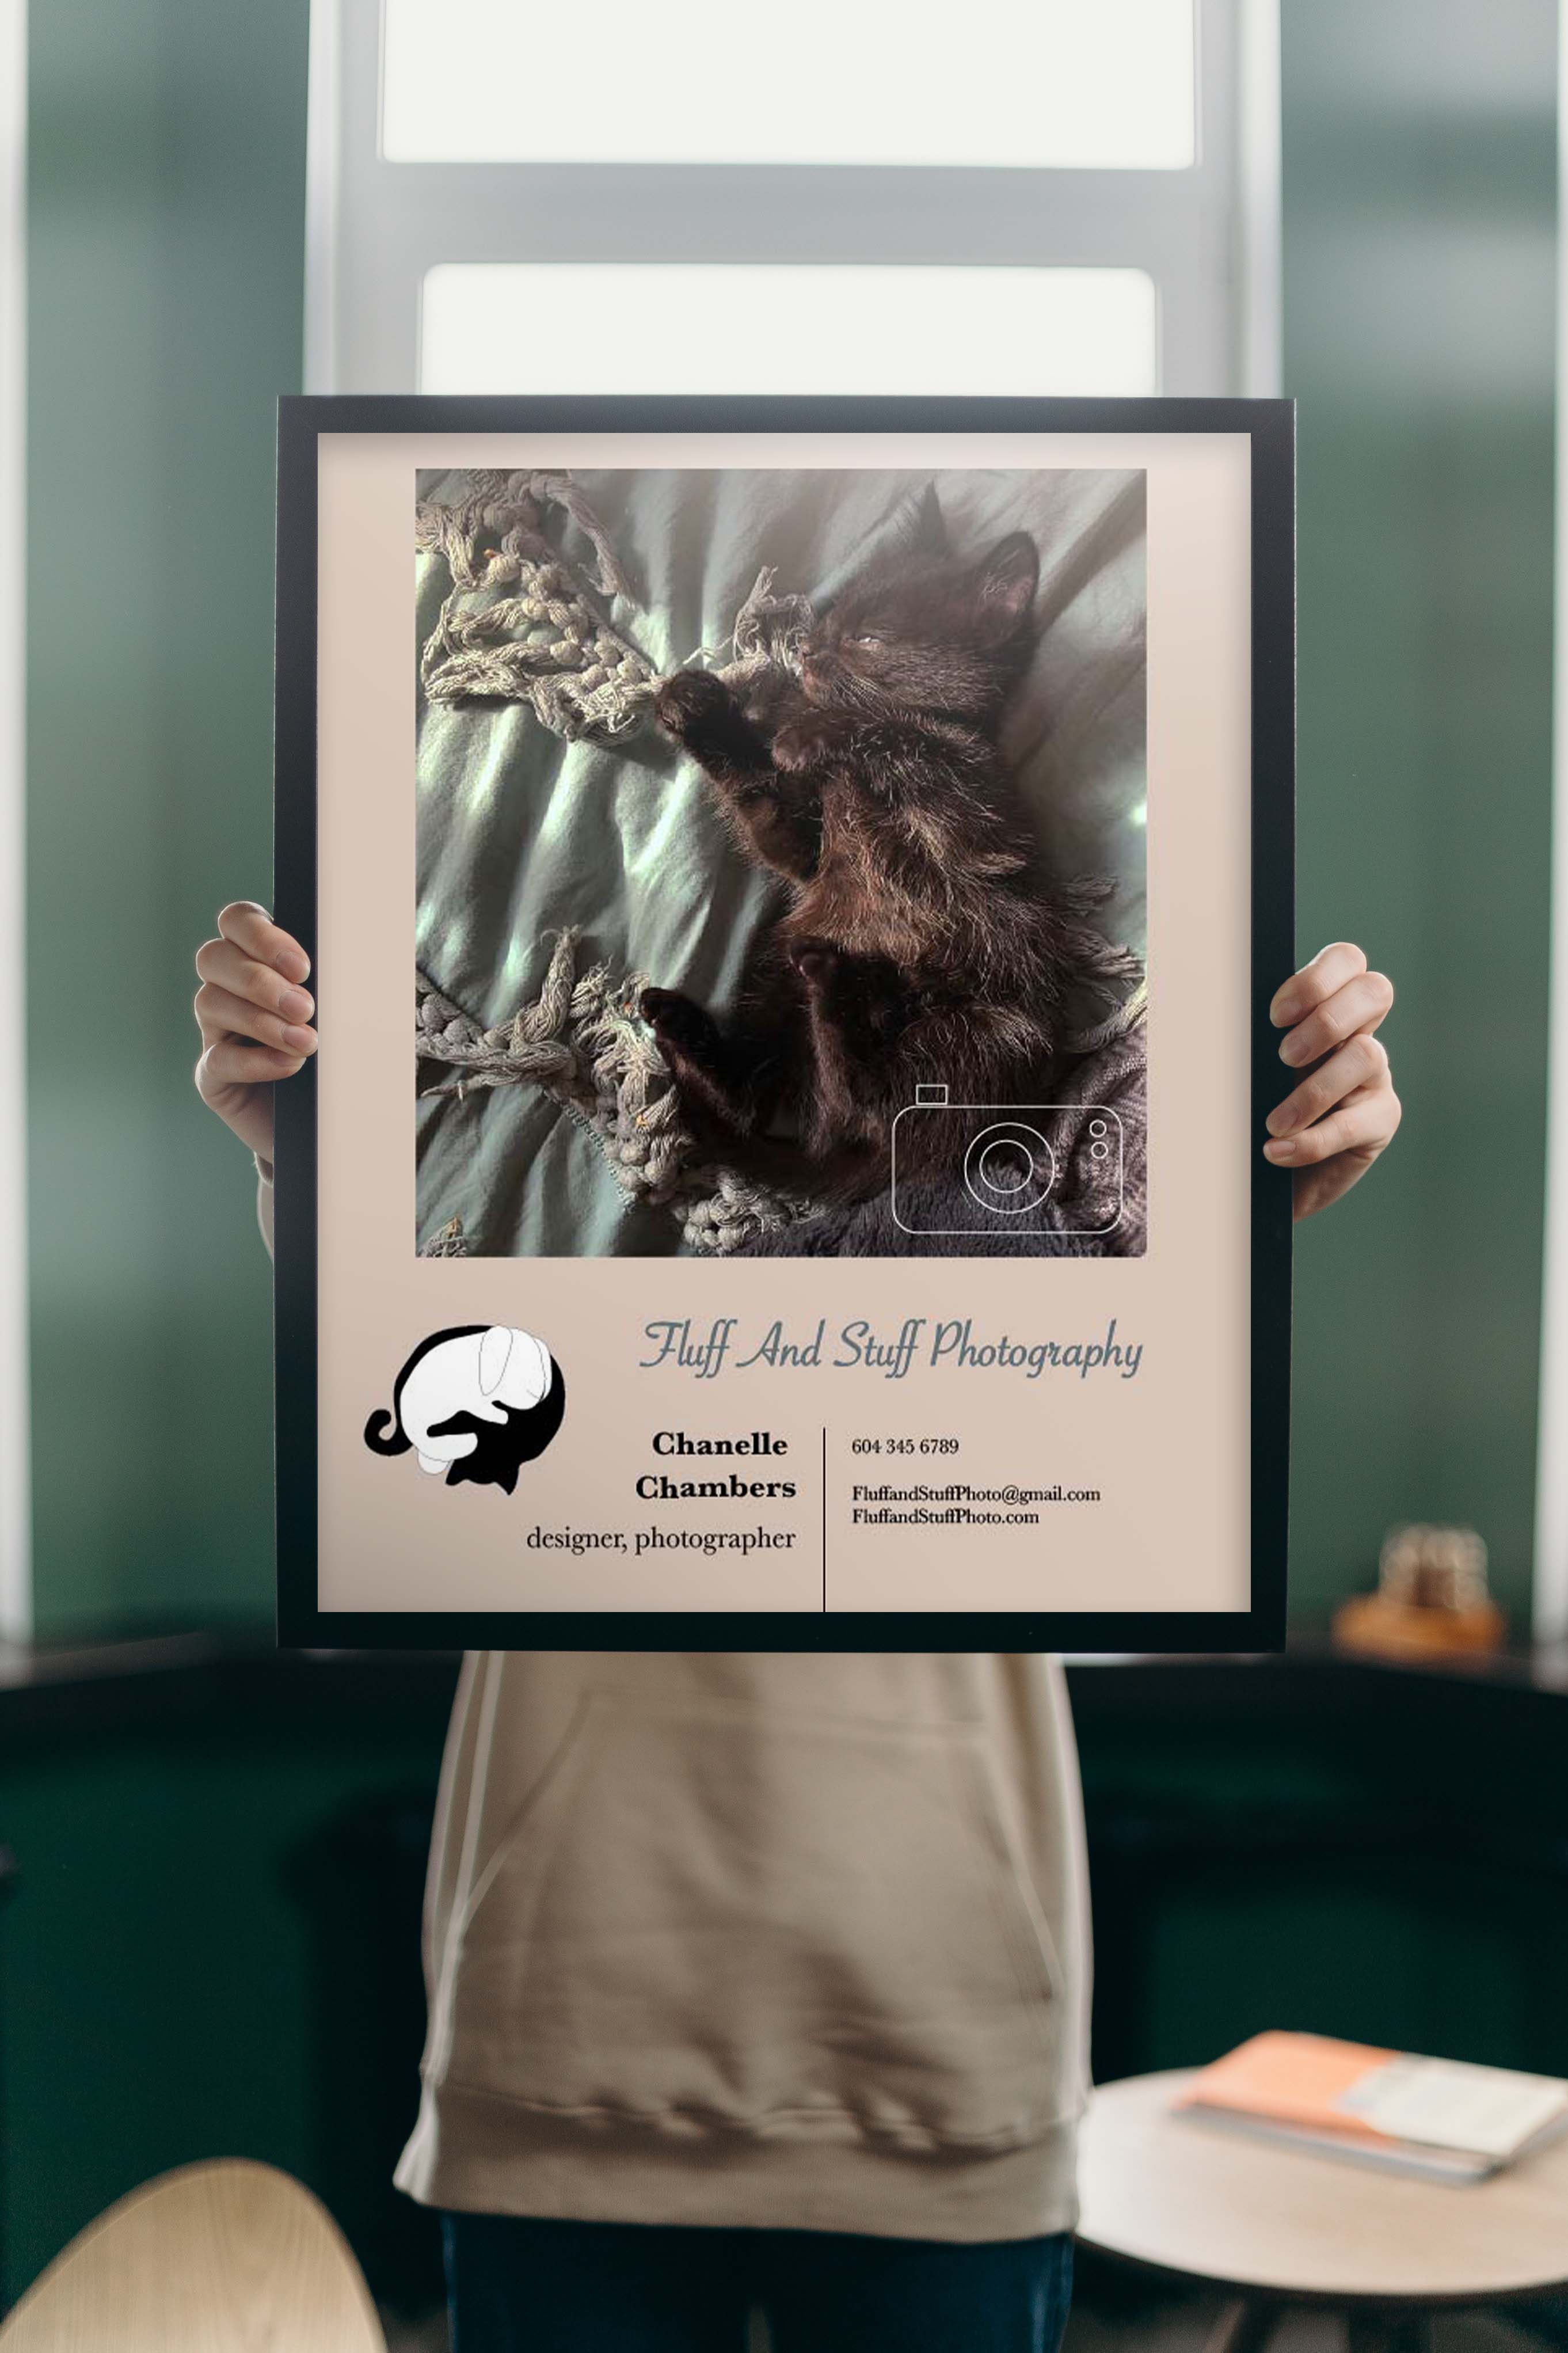 Fluff And Stuff Photography
Chanelle
Chambers
designer, photographer
604 345 6789
FluffandStuffPhoto@gmail.com
FluffandStuffPhoto.com